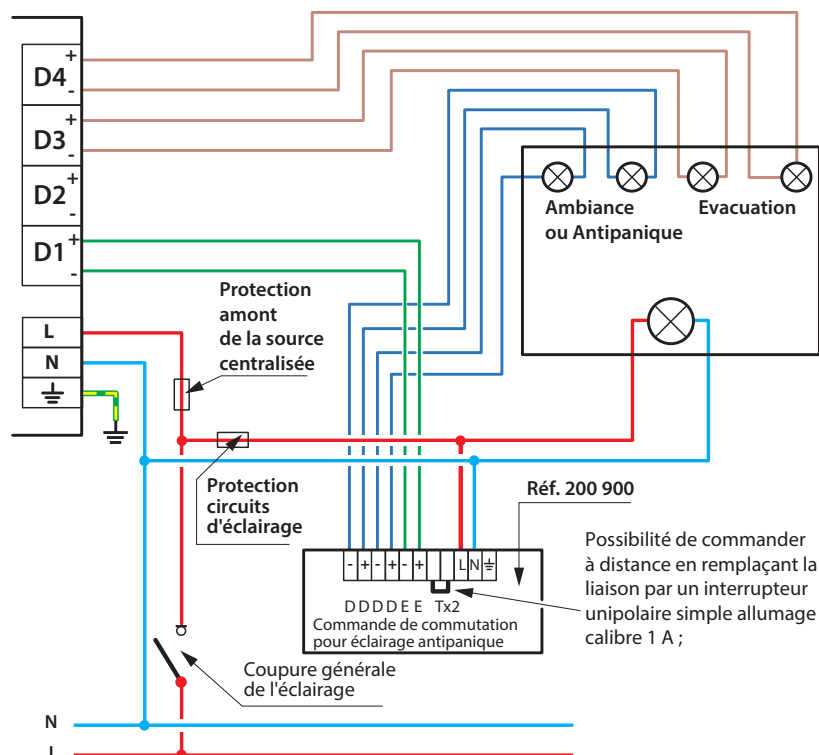 D4 + -
D3 + -
D2 + -
D1 + -
L
N
Protection
amont
de la source
centralisée
Ambiance
ou Antipanique
Evacuation
Protection
circuits
d'éclairage
Réf. 200 900
- + - + - + L N
D D D D E E Tx2
Commande de commutation
pour éclairage antipanique
Possibilité de commander
à distance en remplaçant la
liaison par un interrupteur
unipolaire simple allumage
calibre 1 A ;
Coupure générale
de l'éclairage
N
L